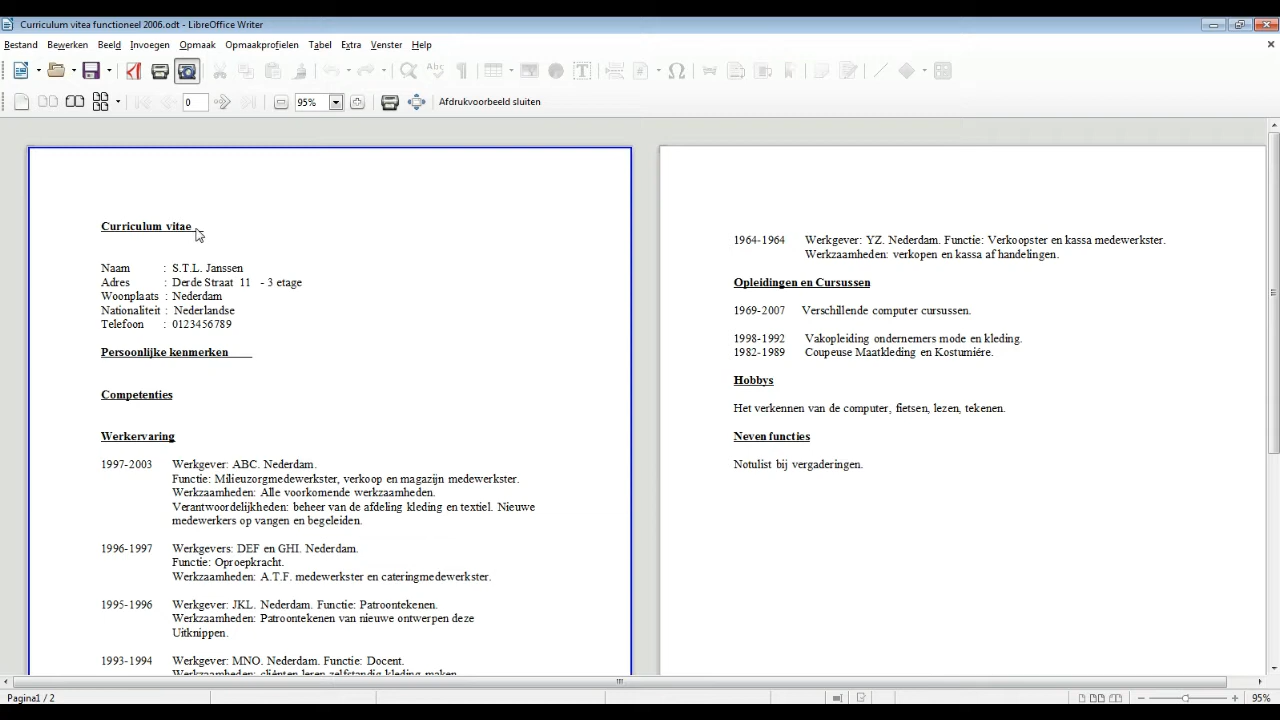 Curriculum vitea functioneel 2006.odt - LibreOffice Writer
Bestand Bewerken Beeld Invoegen Opmaak Opmaakprofielen Tabel Extra Venster Help
0 95% Afdrukvoorbeeld sluiten
Curriculum vitae
Naam : S.T.L. Janssen
Adres : Derde Straat 11 - 3 etage
Woonplaats : Nederdam
Nationaliteit : Nederlandse
Telefoon : 0123456789
Persoonlijke kenmerken
Competenties
Werkervaring
1997-2003 Werkgever: ABC. Nederdam.
Functie: Milieuzorgmedewerkster, verkoop en magazijn medewerkster.
Werkzaamheden: Alle voorkomende werkzaamheden.
Verantwoordelijkheden: beheer van de afdeling kleding en textiel. Nieuwe
medewerkers op vangen en begeleiden.
1996-1997 Werkgevers: DEF en GHI. Nederdam.
Functie: Oproepkracht.
Werkzaamheden: A.T.F. medewerkster en cateringmedewerkster.
1995-1996 Werkgever: JKL. Nederdam. Functie: Patroontekenen.
Werkzaamheden: Patroontekenen van nieuwe ontwerpen deze
Uitknippen.
1993-1994 Werkgever: MNO. Nederdam. Functie: Docent.
Werkzaamheden: cliënten leren zelfstandig kleding maken
1964-1964 Werkgever: YZ. Nederdam. Functie: Verkoopster en kassa medewerkster.
Werkzaamheden: verkopen en kassa af handelingen.
Opleidingen en Cursussen
1969-2007 Verschillende computer cursussen.
1998-1992 Vakopleiding ondernemers mode en kleding.
1982-1989 Coupeuse Maatkleding en Kostumiére.
Hobbys
Het verkennen van de computer, fietsen, lezen, tekenen.
Neven functies
Notulist bij vergaderingen.
Pagina1 / 2 95%